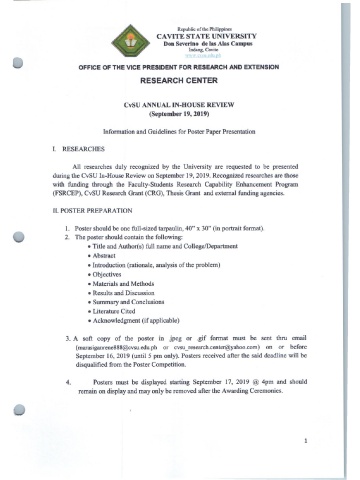 Republic of the Philippines
CAVITE STATE UNIVERSITY
Don Severino de las Alas Campus
Indang, Cavite
OFFICE OF THE VICE PRESIDENT FOR RESEARCH AND EXTENSION
RESEARCH CENTER
CvSU ANNUAL IN-HOUSE REVIEW
(September 19, 2019)
Information and Guidelines for Poster Paper Presentation
I. RESEARCHES
All researches duly recognized by the University are requested to be presented
during the CvSU In-House Review on September 19, 2019. Recognized researches are those
with funding through the Faculty-Students Research Capability Enhancement Program
(FSRCEP), CvSU Research Grant (CRG), Thesis Grant and external funding agencies.
II. POSTER PREPARATION
1. Poster should be one full-sized tarpaulin, 40" x 30" (in portrait format).
2. The poster should contain the following:
• Title and Author(s) full name and College/Department
• Abstract
• Introduction (rationale, analysis of the problem)
• Objectives
• Materials and Methods
• Results and Discussion
• Summary and Conclusions
• Literature Cited
• Acknowledgment (if applicable)
3. A soft copy of the poster in .jpeg or .gif format must be sent thru email
(marasiganrene888@cvsu.edu.ph or cvsu_research.center@yahoo.com) on or before
September 16, 2019 (until 5 pm only). Posters received after the said deadline will be
disqualified from the Poster Competition.
4. Posters must be displayed starting September 17, 2019 @ 4pm and should
remain on display and may only be removed after the Awarding Ceremonies.
1